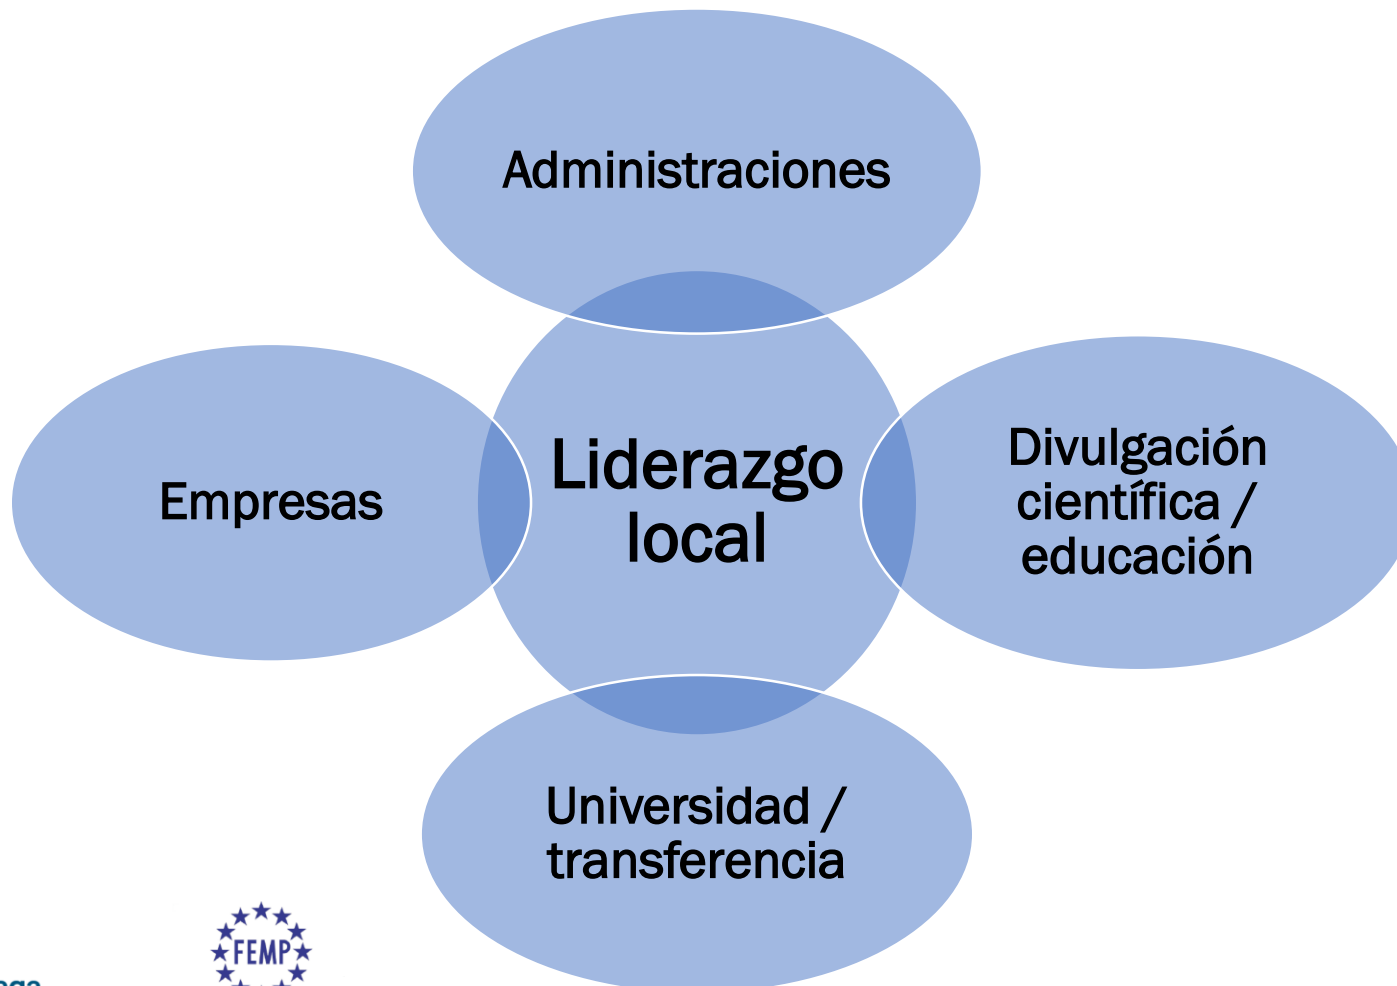 Administraciones
Empresas
Liderazgo
local
Divulgación
científica /
educación
Universidad /
transferencia
FEMP